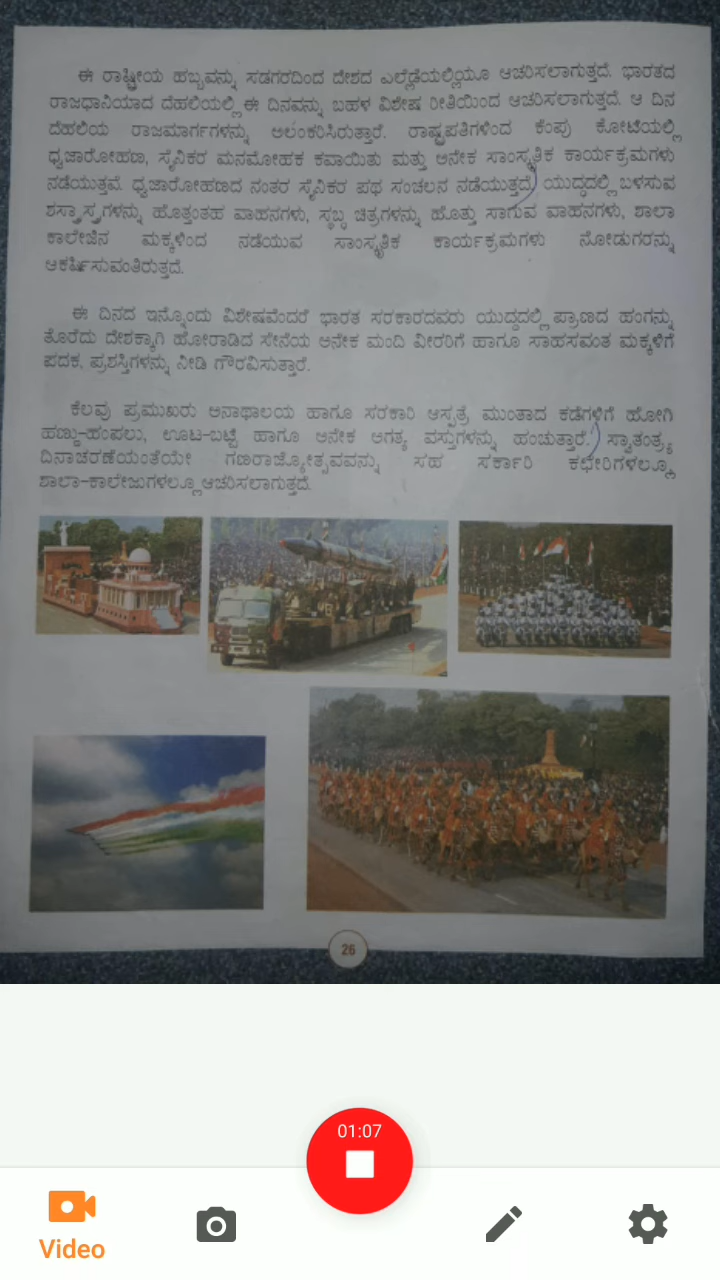 ಈ ರಾಷ್ಟ್ರೀಯ ಹಬ್ಬವನ್ನು ಸಡಗರದಿಂದ ದೇಶದ ಎಲ್ಲೆಡೆಯಲ್ಲಿಯೂ ಆಚರಿಸಲಾಗುತ್ತದೆ. ಭಾರತದ
ರಾಜಧಾನಿಯಾದ ದೆಹಲಿಯಲ್ಲಿ ಈ ದಿನವನ್ನು ಬಹಳ ವಿಶೇಷ ರೀತಿಯಿಂದ ಆಚರಿಸಲಾಗುತ್ತದೆ. ಆ ದಿನ
ದೆಹಲಿಯ ರಾಜಮಾರ್ಗಗಳನ್ನು ಅಲಂಕರಿಸಿರುತ್ತಾರೆ. ರಾಷ್ಟ್ರಪತಿಗಳಿಂದ ಕೆಂಪು ಕೋಟೆಯಲ್ಲಿ
ಧ್ವಜಾರೋಹಣ, ಸೈನಿಕರ ಮನಮೋಹಕ ಕವಾಯಿತು ಮತ್ತು ಅನೇಕ ಸಾಂಸ್ಕೃತಿಕ ಕಾರ್ಯಕ್ರಮಗಳು
ನಡೆಯುತ್ತವೆ. ಧ್ವಜಾರೋಹಣದ ನಂತರ ಸೈನಿಕರ ಪಥ ಸಂಚಲನ ನಡೆಯುತ್ತದೆ. ಯುದ್ಧದಲ್ಲಿ ಬಳಸುವ
ಶಸ್ತ್ರಾಸ್ತ್ರಗಳನ್ನು ಹೊತ್ತಂತಹ ವಾಹನಗಳು, ಸ್ತಬ್ಧ ಚಿತ್ರಗಳನ್ನು ಹೊತ್ತು ಸಾಗುವ ವಾಹನಗಳು, ಶಾಲಾ
ಕಾಲೇಜಿನ ಮಕ್ಕಳಿಂದ ನಡೆಯುವ ಸಾಂಸ್ಕೃತಿಕ ಕಾರ್ಯಕ್ರಮಗಳು ನೋಡುಗರನ್ನು
ಆಕರ್ಷಿಸುವಂತಿರುತ್ತದೆ.
ಈ ದಿನದ ಇನ್ನೊಂದು ವಿಶೇಷವೆಂದರೆ ಭಾರತ ಸರಕಾರದವರು ಯುದ್ಧದಲ್ಲಿ ಪ್ರಾಣದ ಹಂಗನ್ನು
ತೊರೆದು ದೇಶಕ್ಕಾಗಿ ಹೋರಾಡಿದ ಸೇನೆಯ ಅನೇಕ ಮಂದಿ ವೀರರಿಗೆ ಹಾಗೂ ಸಾಹಸವಂತ ಮಕ್ಕಳಿಗೆ
ಪದಕ, ಪ್ರಶಸ್ತಿಗಳನ್ನು ನೀಡಿ ಗೌರವಿಸುತ್ತಾರೆ.
ಕೆಲವು ಪ್ರಮುಖರು ಅನಾಥಾಲಯ ಹಾಗೂ ಸರಕಾರಿ ಆಸ್ಪತ್ರೆ ಮುಂತಾದ ಕಡೆಗಳಿಗೆ ಹೋಗಿ
ಹಣ್ಣು-ಹಂಪಲು, ಊಟ-ಬಟ್ಟೆ ಹಾಗೂ ಅನೇಕ ಅಗತ್ಯ ವಸ್ತುಗಳನ್ನು ಹಂಚುತ್ತಾರೆ. ಸ್ವಾತಂತ್ರ್ಯ
ದಿನಾಚರಣೆಯಂತೆಯೇ ಗಣರಾಜ್ಯೋತ್ಸವವನ್ನು ಸಹ ಸರ್ಕಾರಿ ಕಛೇರಿಗಳಲ್ಲೂ
ಶಾಲಾ-ಕಾಲೇಜುಗಳಲ್ಲೂ ಆಚರಿಸಲಾಗುತ್ತದೆ.
26
01:07
Video